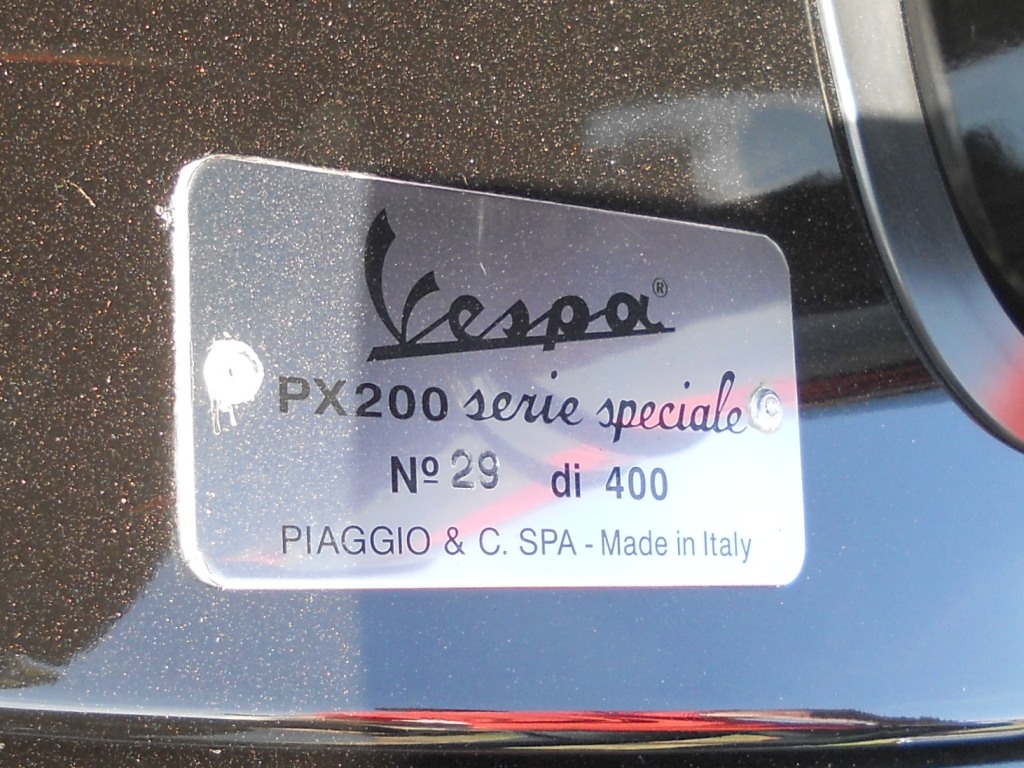 Vespa®
PX200 serie speciale
Nº 29 di 400
PIAGGIO & C. SPA - Made in Italy